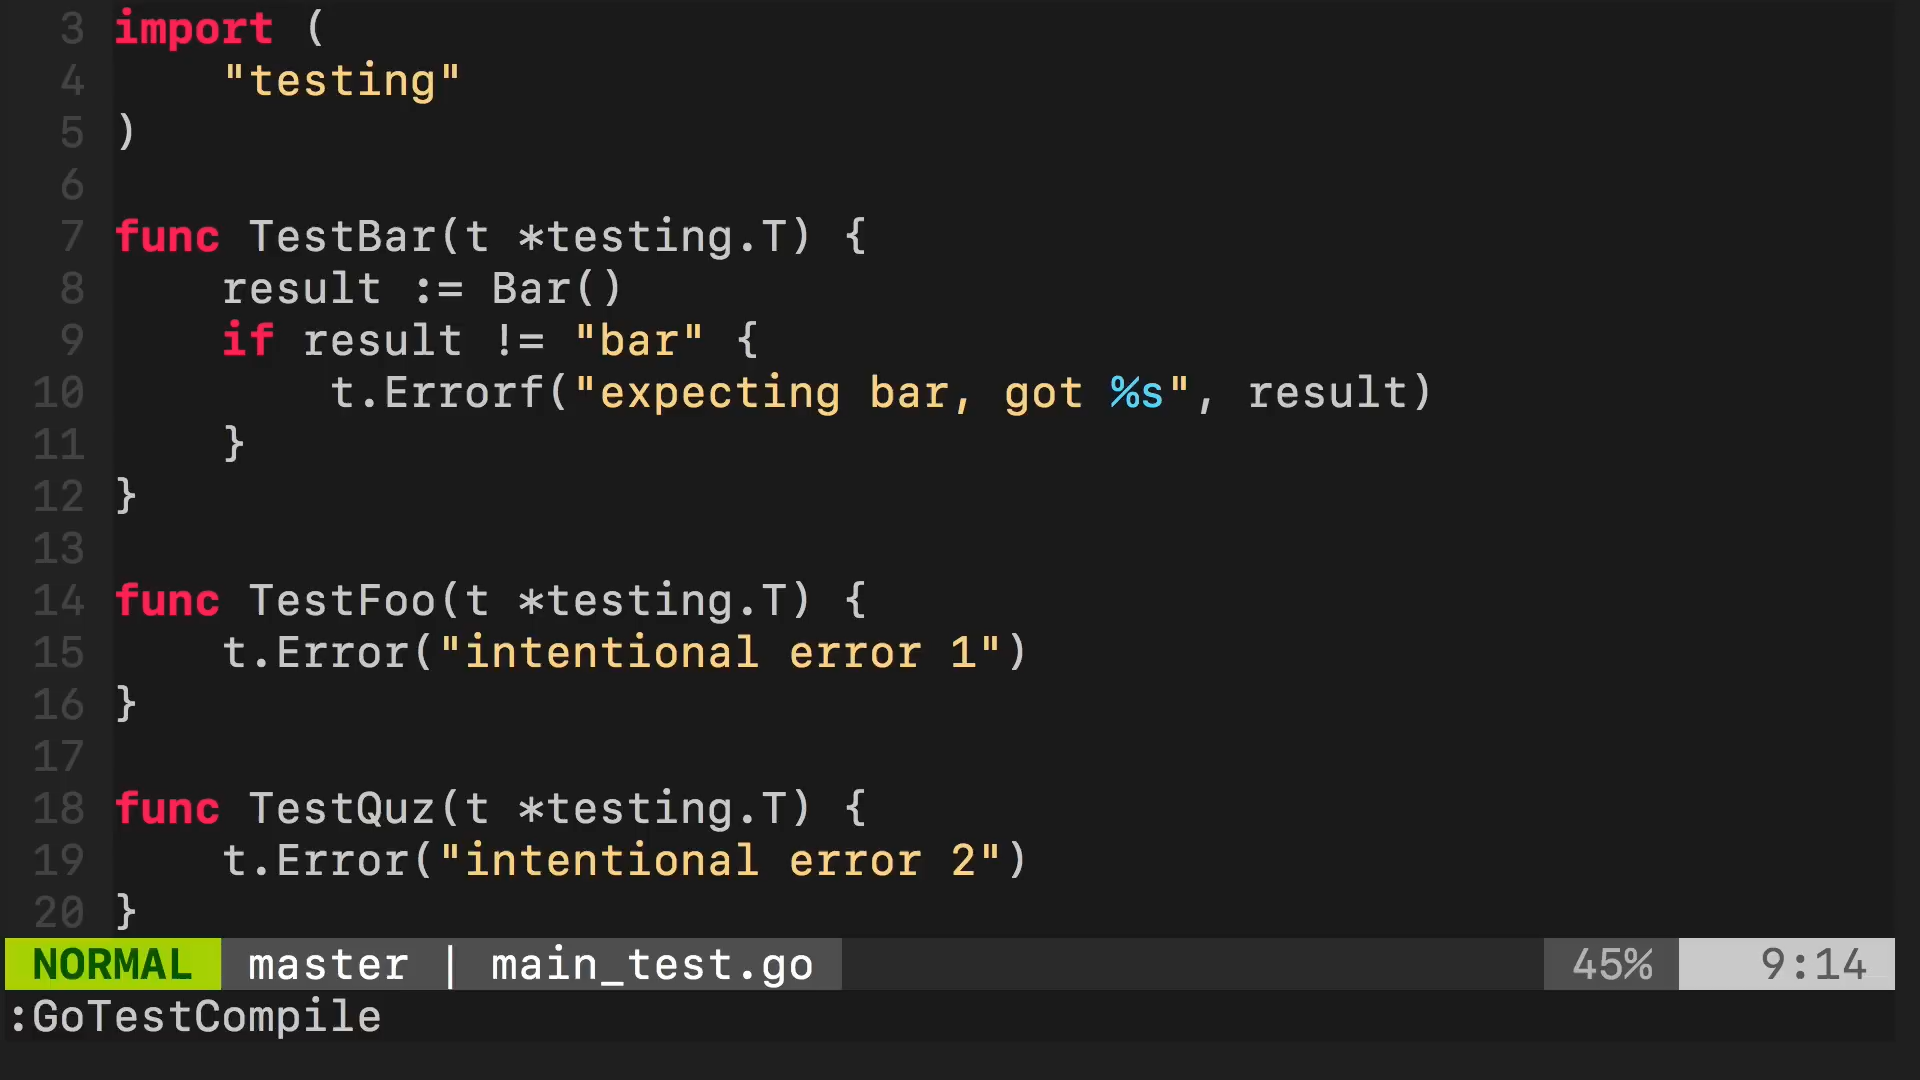 3 import (
4     "testing"
5 )
6
7 func TestBar(t *testing.T) {
8     result := Bar()
9     if result != "bar" {
10         t.Errorf("expecting bar, got %s", result)
11     }
12 }
13
14 func TestFoo(t *testing.T) {
15     t.Error("intentional error 1")
16 }
17
18 func TestQuz(t *testing.T) {
19     t.Error("intentional error 2")
20 }
NORMAL master | main_test.go 45% 9:14
:GoTestCompile